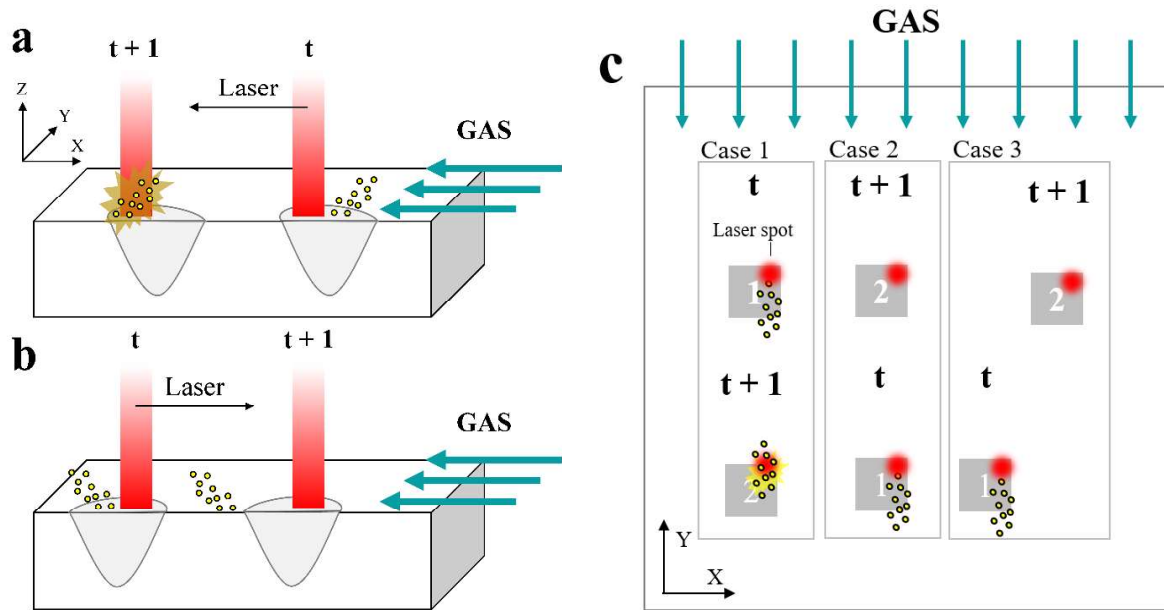 a
t + 1
t
Laser
Z
Y
X
GAS
b
t
t + 1
Laser
GAS
GAS
c
Case 1
Case 2
Case 3
t
t + 1
t + 1
Laser spot
1
2
2
t + 1
t
t
2
1
1
Y
X